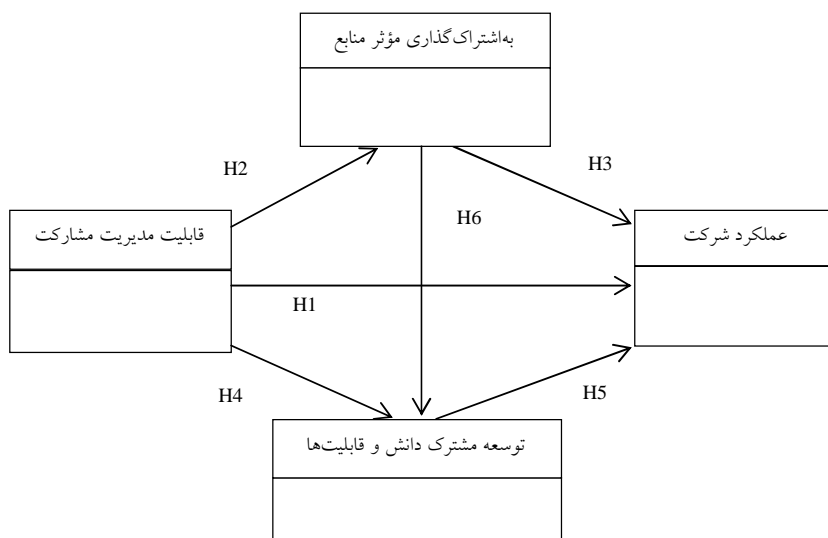 به‌اشتراک‌گذاری مؤثر منابع
H2
H3
قابلیت مدیریت مشارکت
H6
عملکرد شرکت
H1
H4
H5
توسعه مشترک دانش و قابلیت‌ها